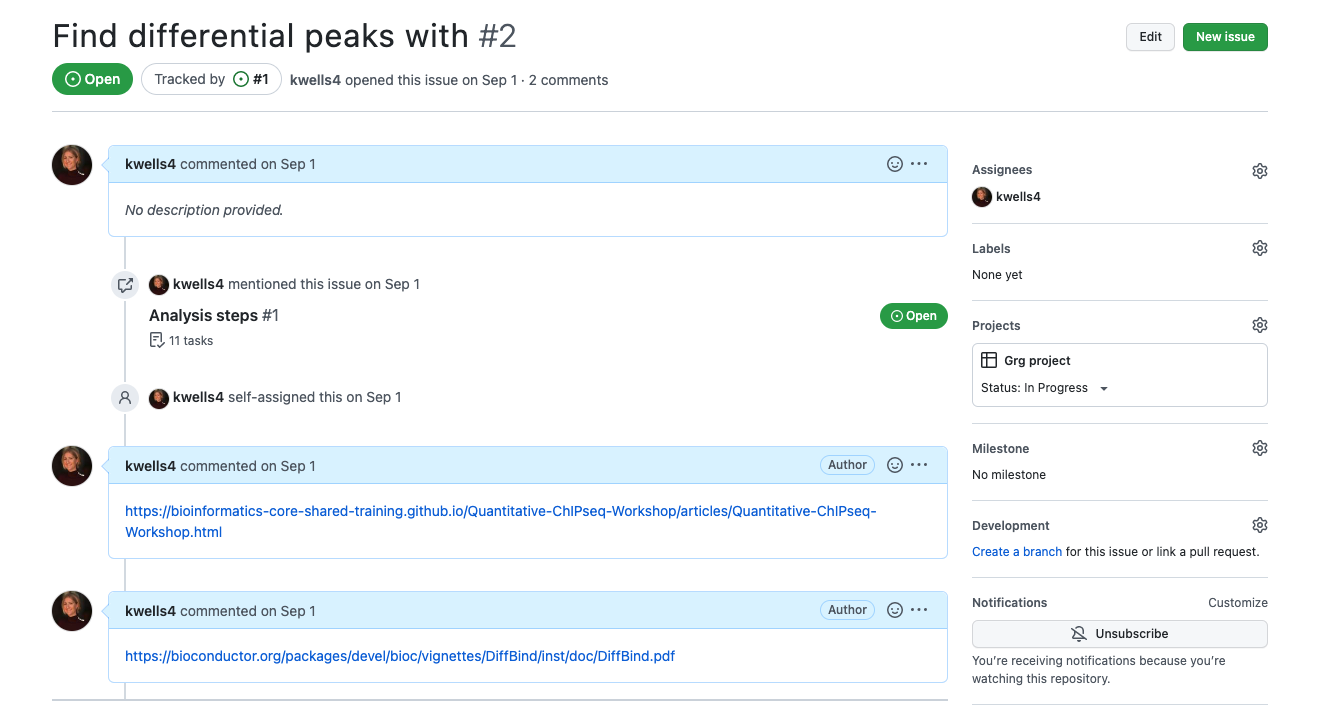 Find differential peaks with #2
Edit
New issue
Open
Tracked by #1
kwells4 opened this issue on Sep 1 · 2 comments
kwells4 commented on Sep 1
No description provided.
kwells4 mentioned this issue on Sep 1
Analysis steps #1
Open
11 tasks
kwells4 self-assigned this on Sep 1
kwells4 commented on Sep 1
Author
https://bioinformatics-core-shared-training.github.io/Quantitative-ChIPseq-Workshop/articles/Quantitative-ChIPseq-
Workshop.html
kwells4 commented on Sep 1
Author
https://bioconductor.org/packages/devel/bioc/vignettes/DiffBind/inst/doc/DiffBind.pdf
Assignees
kwells4
Labels
None yet
Projects
Grg project
Status: In Progress
Milestone
No milestone
Development
Create a branch for this issue or link a pull request.
Notifications
Customize
Unsubscribe
You're receiving notifications because you're
watching this repository.